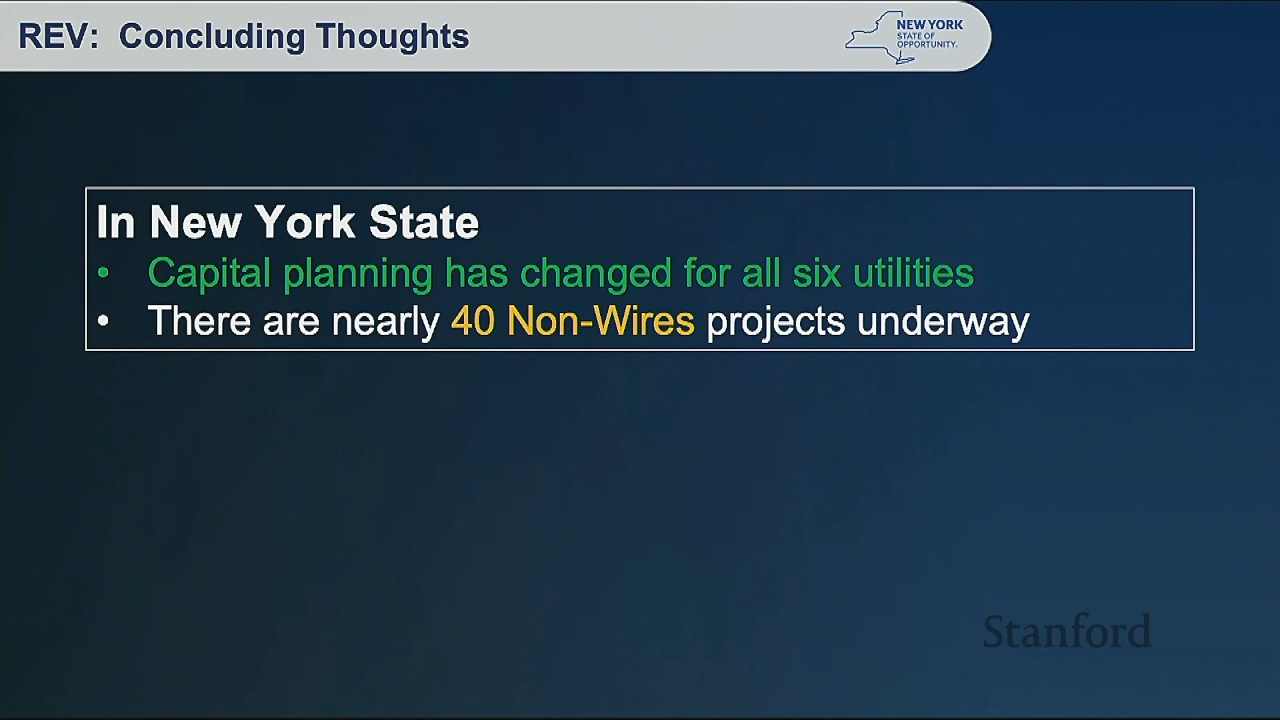 REV: Concluding Thoughts
NEW YORK
STATE OF
OPPORTUNITY.
In New York State
• Capital planning has changed for all six utilities
• There are nearly 40 Non-Wires projects underway
Stanford